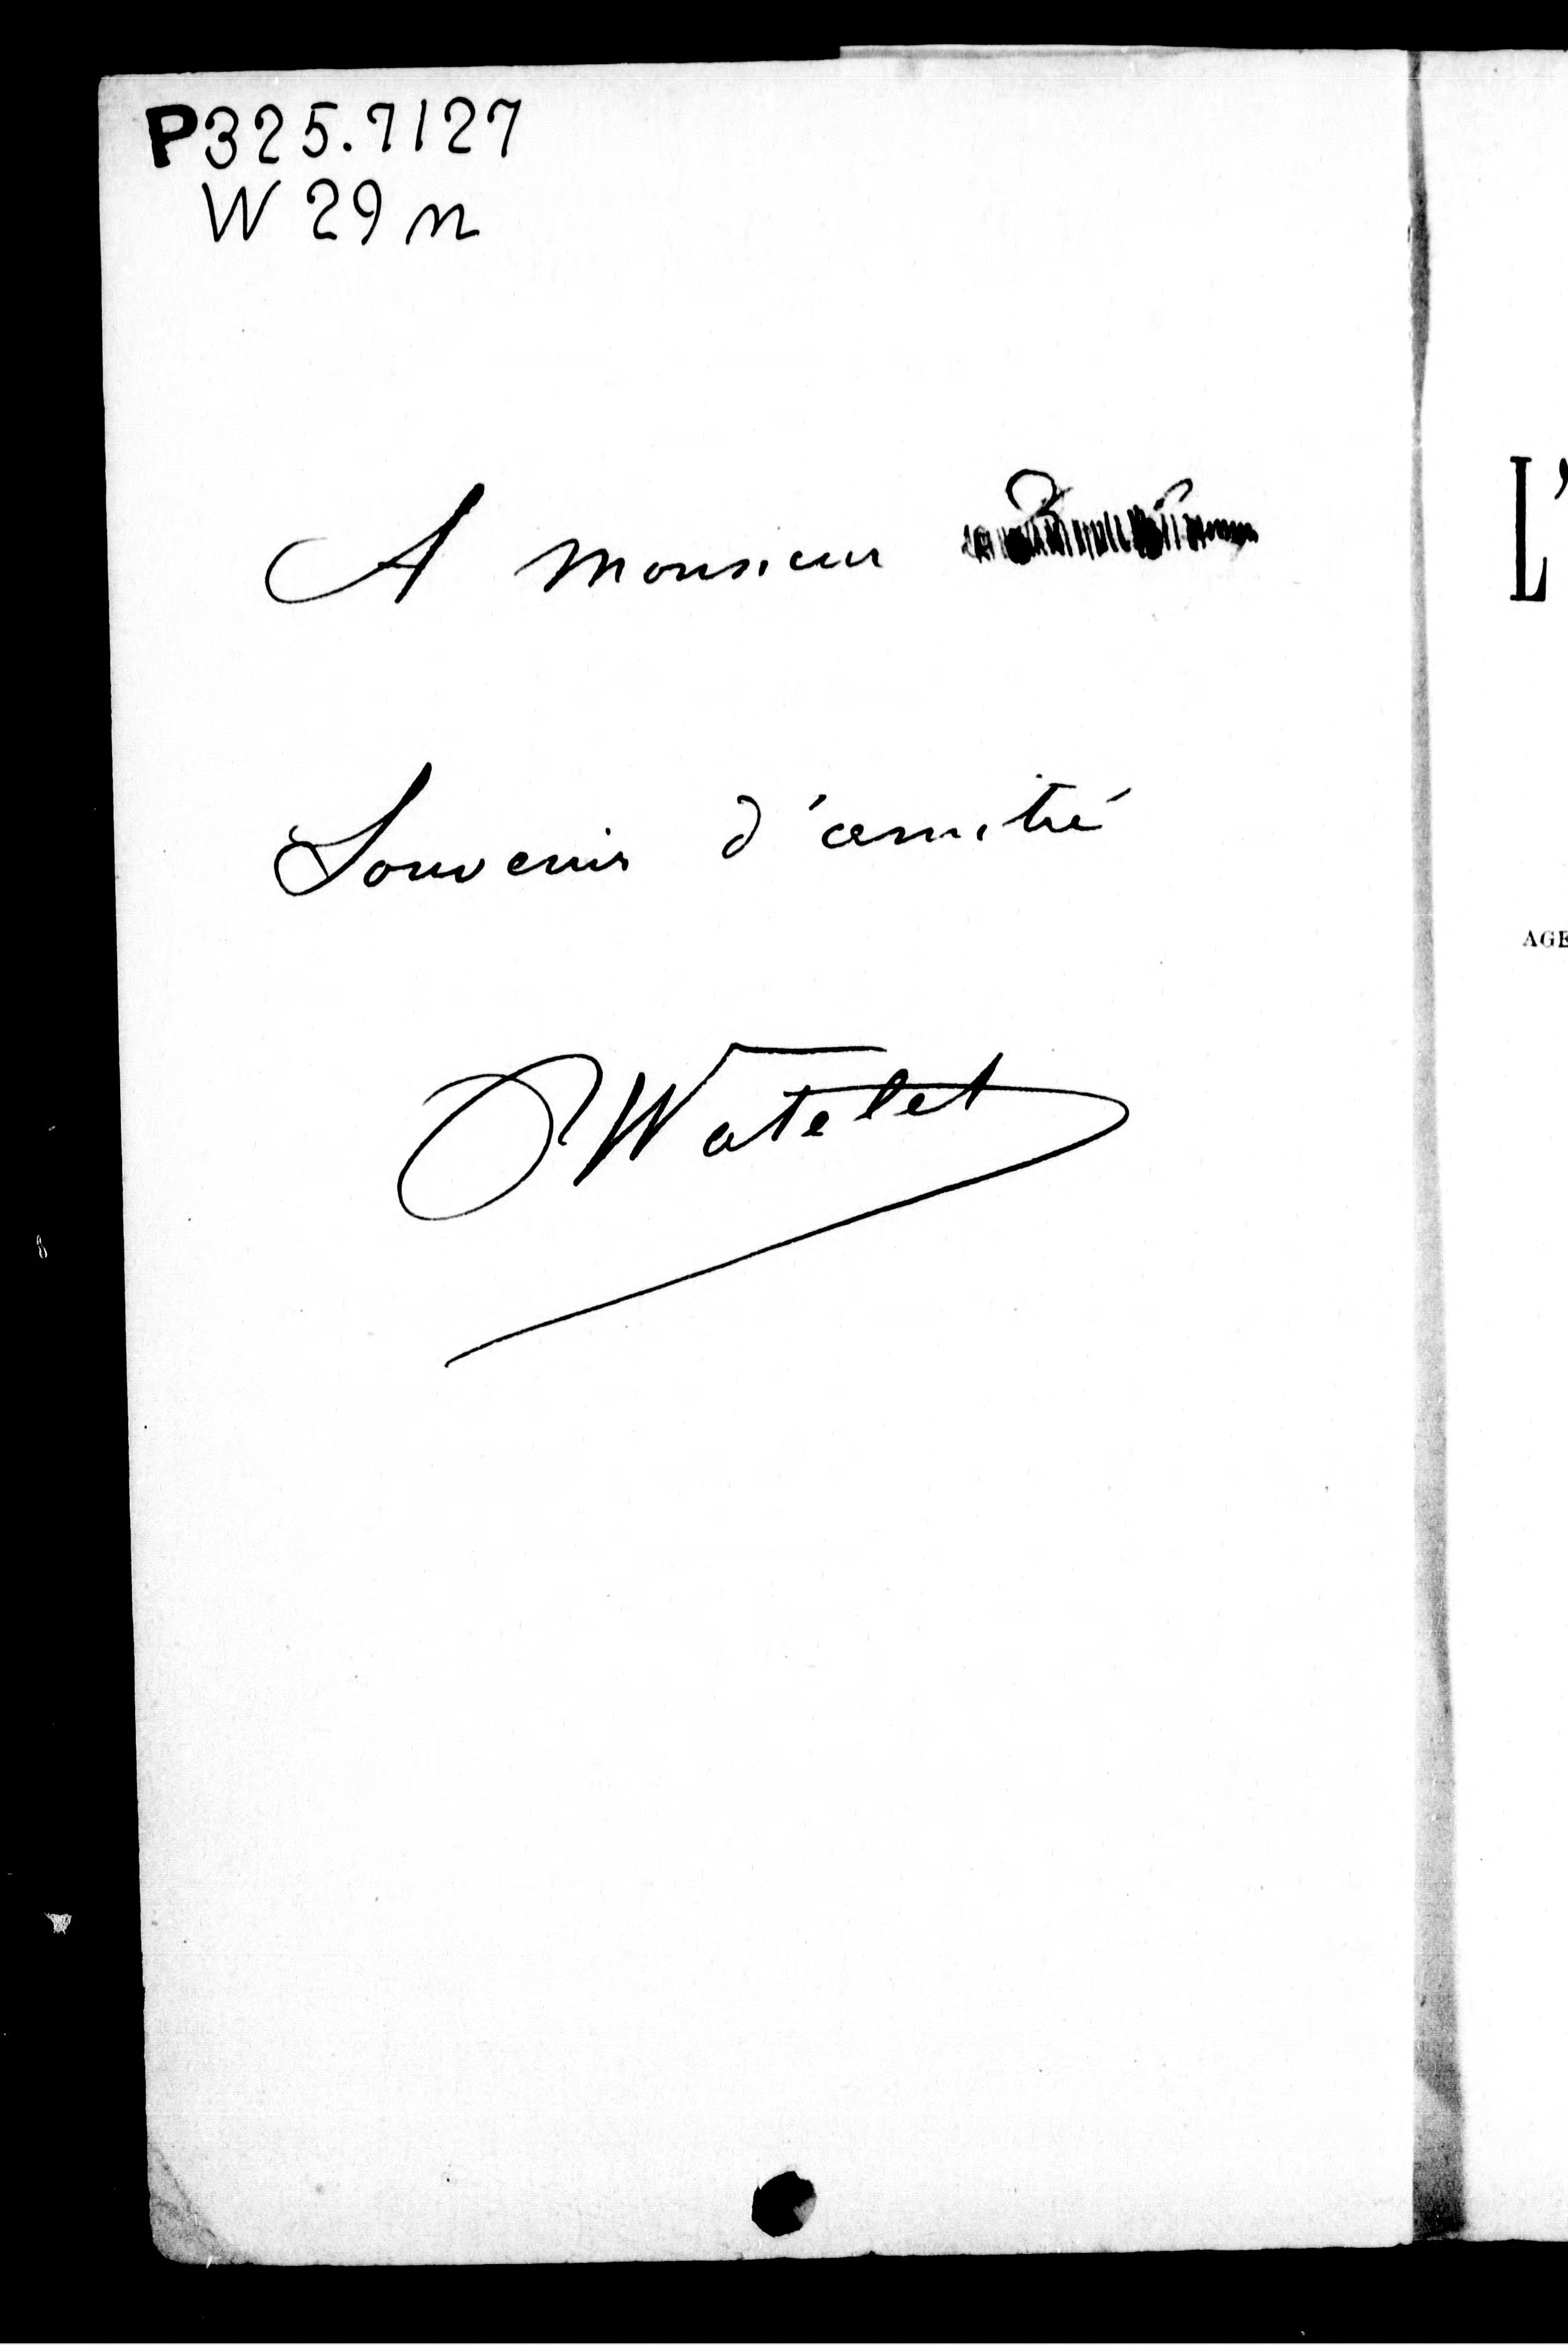 P325.7127
W 29 n
A monsieur
Souvenir d'amitié
Watelet
L'
AGE